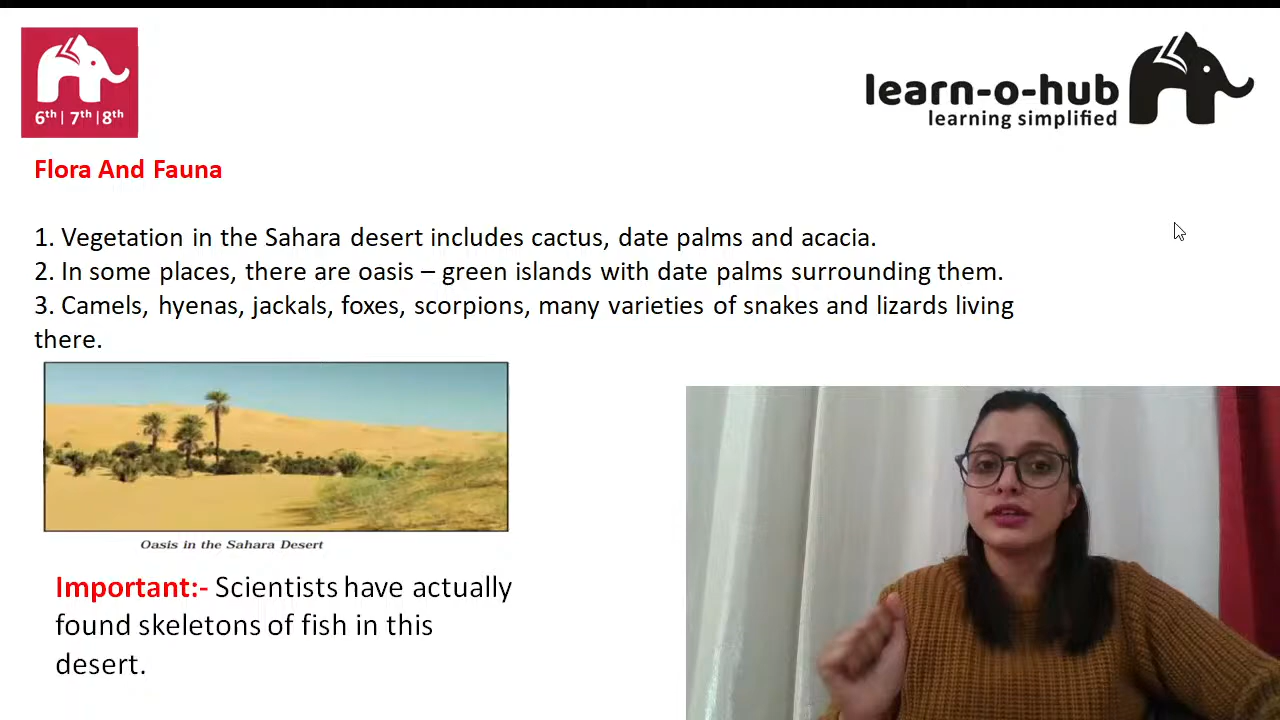 6th | 7th | 8th
learn-o-hub
learning simplified
Flora And Fauna
1. Vegetation in the Sahara desert includes cactus, date palms and acacia.
2. In some places, there are oasis – green islands with date palms surrounding them.
3. Camels, hyenas, jackals, foxes, scorpions, many varieties of snakes and lizards living
there.
Oasis in the Sahara Desert
Important:- Scientists have actually
found skeletons of fish in this
desert.